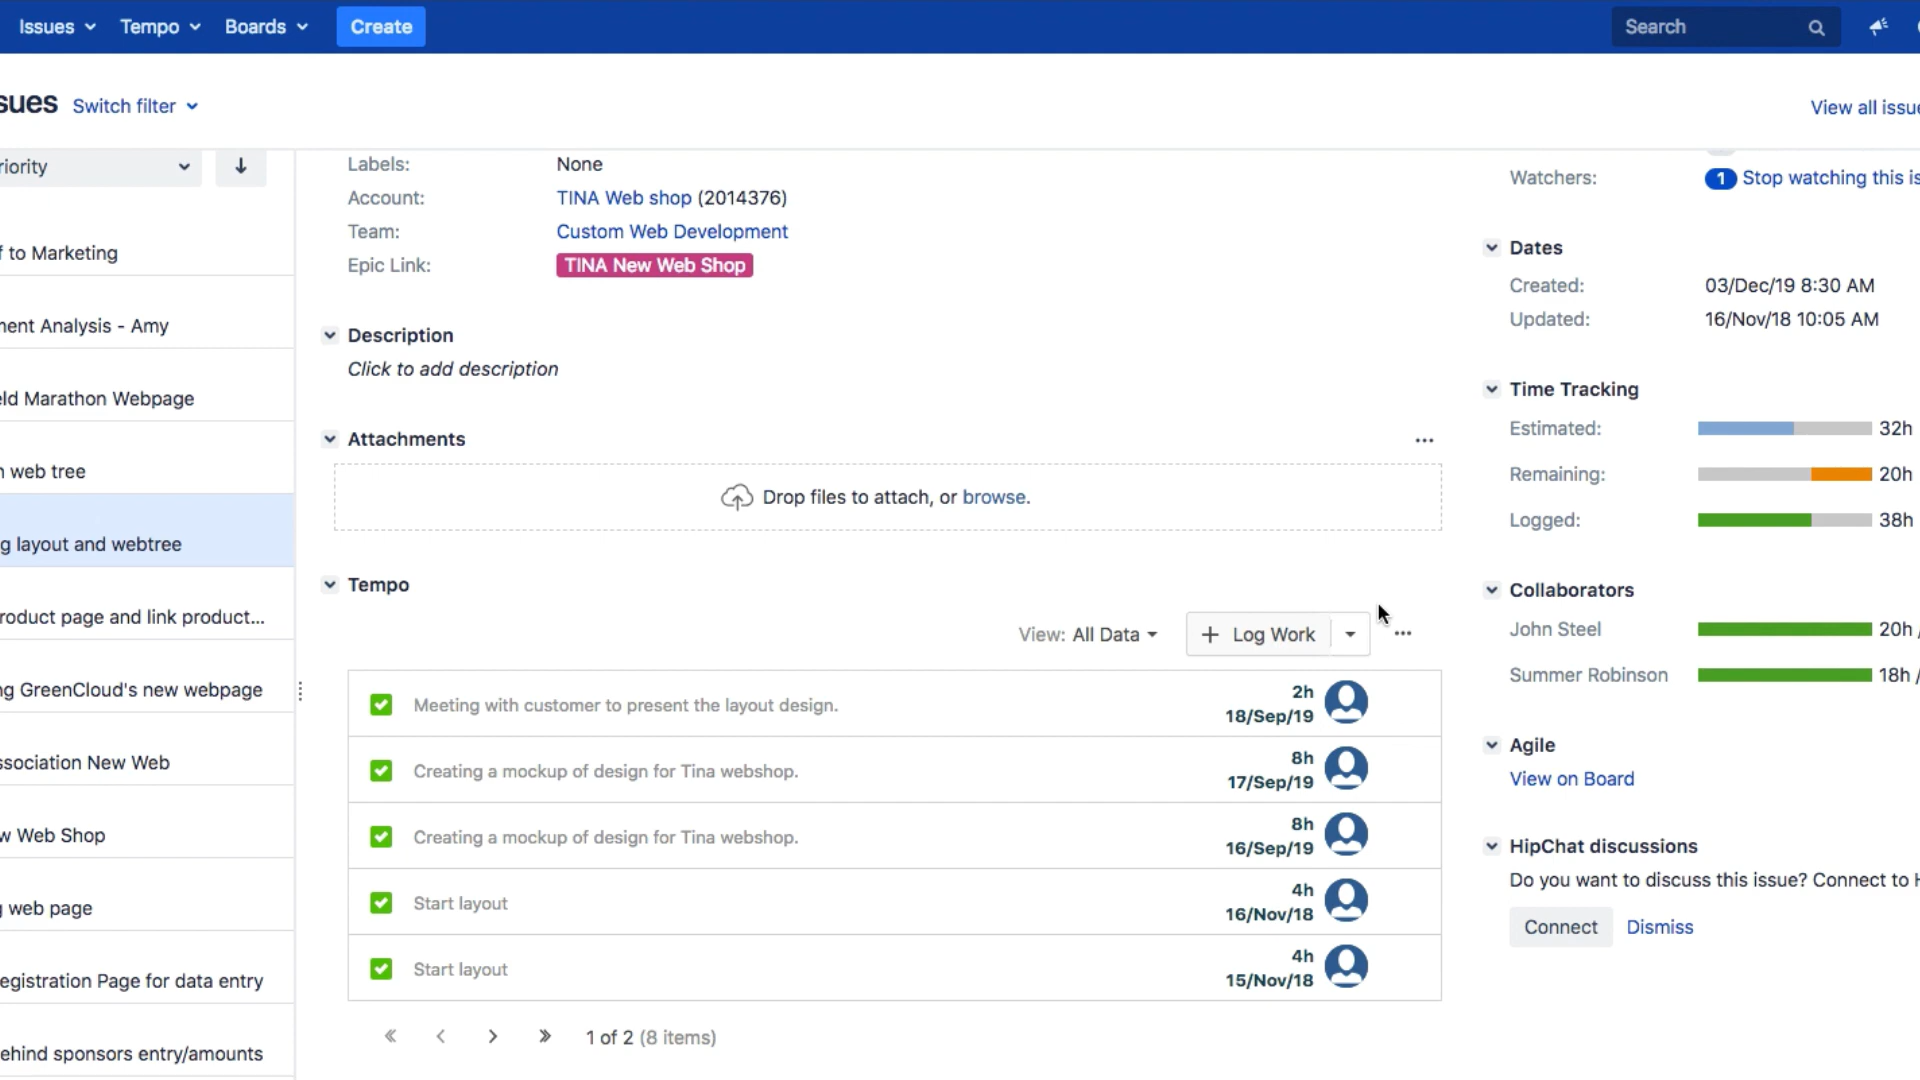 Issues Tempo Boards Create Search
sues Switch filter View all issue
riority
f to Marketing
nent Analysis - Amy
eld Marathon Webpage
n web tree
g layout and webtree
roduct page and link product...
ng GreenCloud's new webpage
ssociation New Web
w Web Shop
g web page
egistration Page for data entry
ehind sponsors entry/amounts
Labels: None
Account: TINA Web shop (2014376)
Team: Custom Web Development
Epic Link: TINA New Web Shop
Description
Click to add description
Attachments
Drop files to attach, or browse.
Tempo
View: All Data + Log Work
Meeting with customer to present the layout design. 2h
18/Sep/19
Creating a mockup of design for Tina webshop. 8h
17/Sep/19
Creating a mockup of design for Tina webshop. 8h
16/Sep/19
Start layout 4h
16/Nov/18
Start layout 4h
15/Nov/18
« ‹ › » 1 of 2 (8 items)
Watchers: 1 Stop watching this is
Dates
Created: 03/Dec/19 8:30 AM
Updated: 16/Nov/18 10:05 AM
Time Tracking
Estimated: 32h
Remaining: 20h
Logged: 38h
Collaborators
John Steel 20h /
Summer Robinson 18h /
Agile
View on Board
HipChat discussions
Do you want to discuss this issue? Connect to H
Connect Dismiss